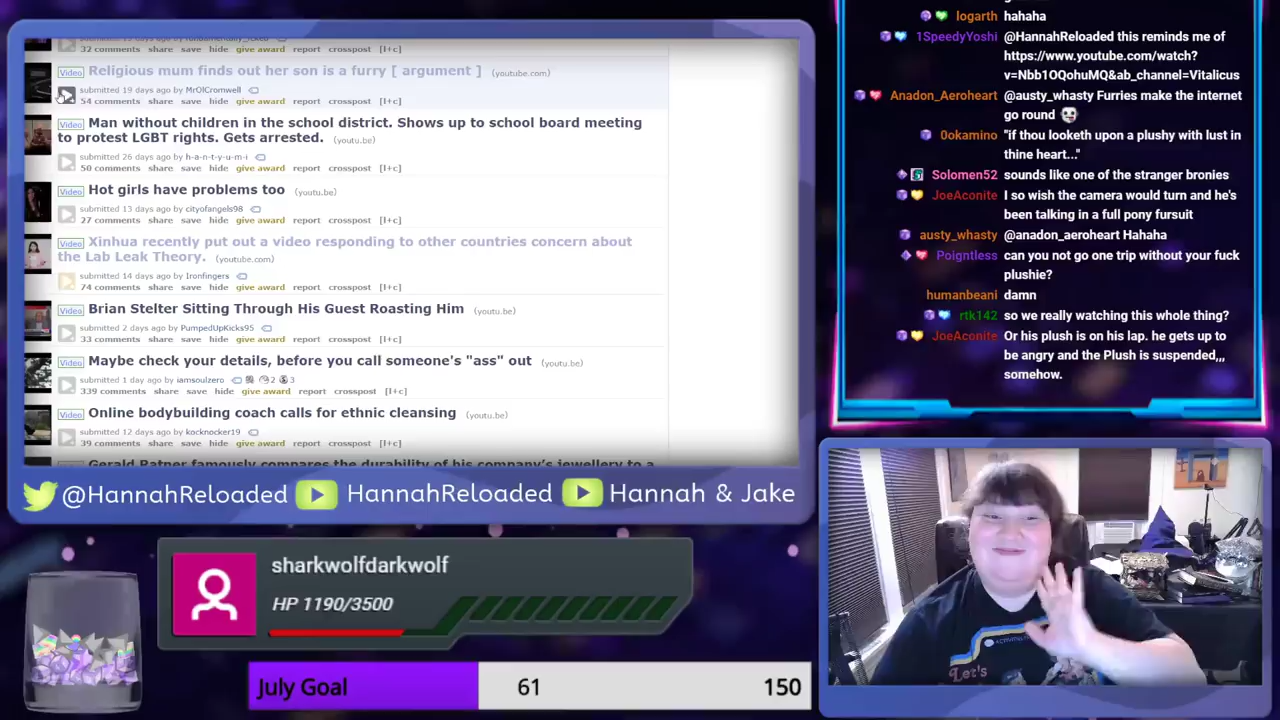 32 comments share save hide give award report crosspost [l+c]
Video Religious mum finds out her son is a furry [ argument ] (youtube.com)
submitted 19 days ago by MrOlCromwell
54 comments share save hide give award report crosspost [l+c]
Video Man without children in the school district. Shows up to school board meeting
to protest LGBT rights. Gets arrested. (youtu.be)
submitted 26 days ago by h-a-n-t-y-u-m-i
50 comments share save hide give award report crosspost [l+c]
Video Hot girls have problems too (youtu.be)
submitted 13 days ago by cityofangels98
27 comments share save hide give award report crosspost [l+c]
Video Xinhua recently put out a video responding to other countries concern about
the Lab Leak Theory. (youtube.com)
submitted 14 days ago by Ironfingers
74 comments share save hide give award report crosspost [l+c]
Video Brian Stelter Sitting Through His Guest Roasting Him (youtu.be)
submitted 2 days ago by PumpedUpKicks95
33 comments share save hide give award report crosspost [l+c]
Video Maybe check your details, before you call someone's "ass" out (youtu.be)
submitted 1 day ago by iamsoulzero 2 3
339 comments share save hide give award report crosspost [l+c]
Video Online bodybuilding coach calls for ethnic cleansing (youtu.be)
submitted 12 days ago by kocknocker19
39 comments share save hide give award report crosspost [l+c]
Gerald Ratner famously compares the durability of his company's jewellery to a
@HannahReloaded HannahReloaded Hannah & Jake
sharkwolfdarkwolf
HP 1190/3500
July Goal 61 150
logarth hahaha
1SpeedyYoshi @HannahReloaded this reminds me of
https://www.youtube.com/watch?
v=Nbb1OQohuMQ&ab_channel=Vitalicus
Anadon_Aeroheart @austy_whasty Furries make the internet
go round
0okamino "if thou looketh upon a plushy with lust in
thine heart..."
Solomen52 sounds like one of the stranger bronies
JoeAconite I so wish the camera would turn and he's
been talking in a full pony fursuit
austy_whasty @anadon_aeroheart Hahaha
Poigntless can you not go one trip without your fuck
plushie?
humanbeani damn
rtk142 so we really watching this whole thing?
JoeAconite Or his plush is on his lap. he gets up to
be angry and the Plush is suspended,,,
somehow.
Let's